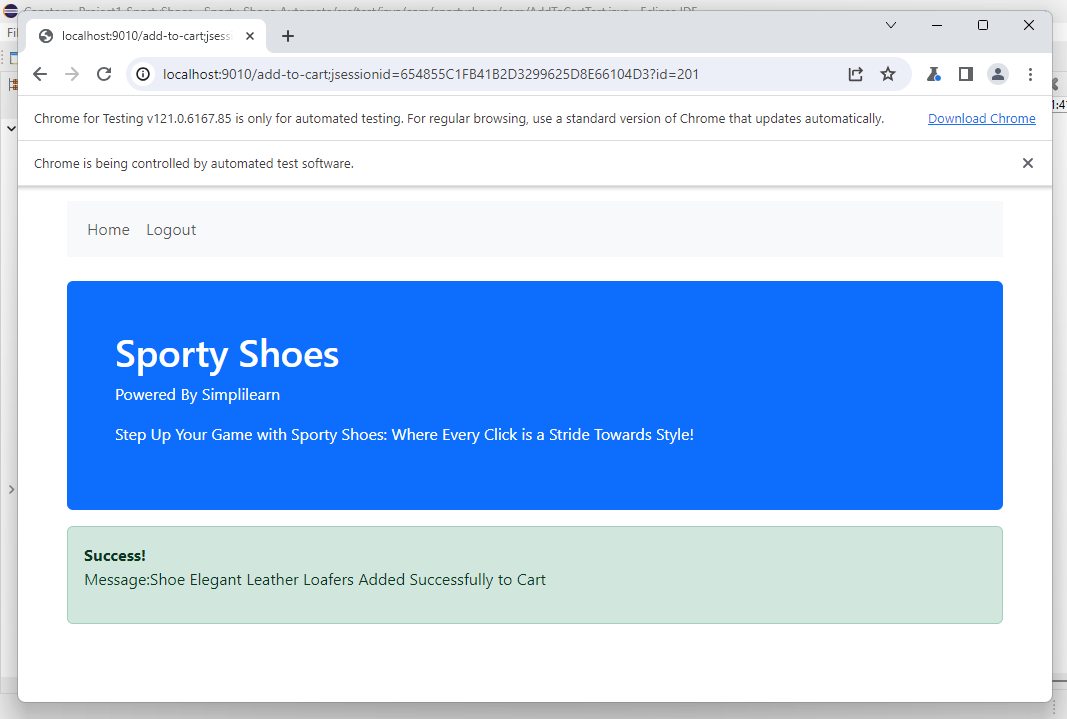 localhost:9010/add-to-cart;jsess
localhost:9010/add-to-cart;jsessionid=654855C1FB41B2D3299625D8E66104D3?id=201
Chrome for Testing v121.0.6167.85 is only for automated testing. For regular browsing, use a standard version of Chrome that updates automatically.
Download Chrome
Chrome is being controlled by automated test software.
Home
Logout
Sporty Shoes
Powered By Simplilearn
Step Up Your Game with Sporty Shoes: Where Every Click is a Stride Towards Style!
Success!
Message:Shoe Elegant Leather Loafers Added Successfully to Cart